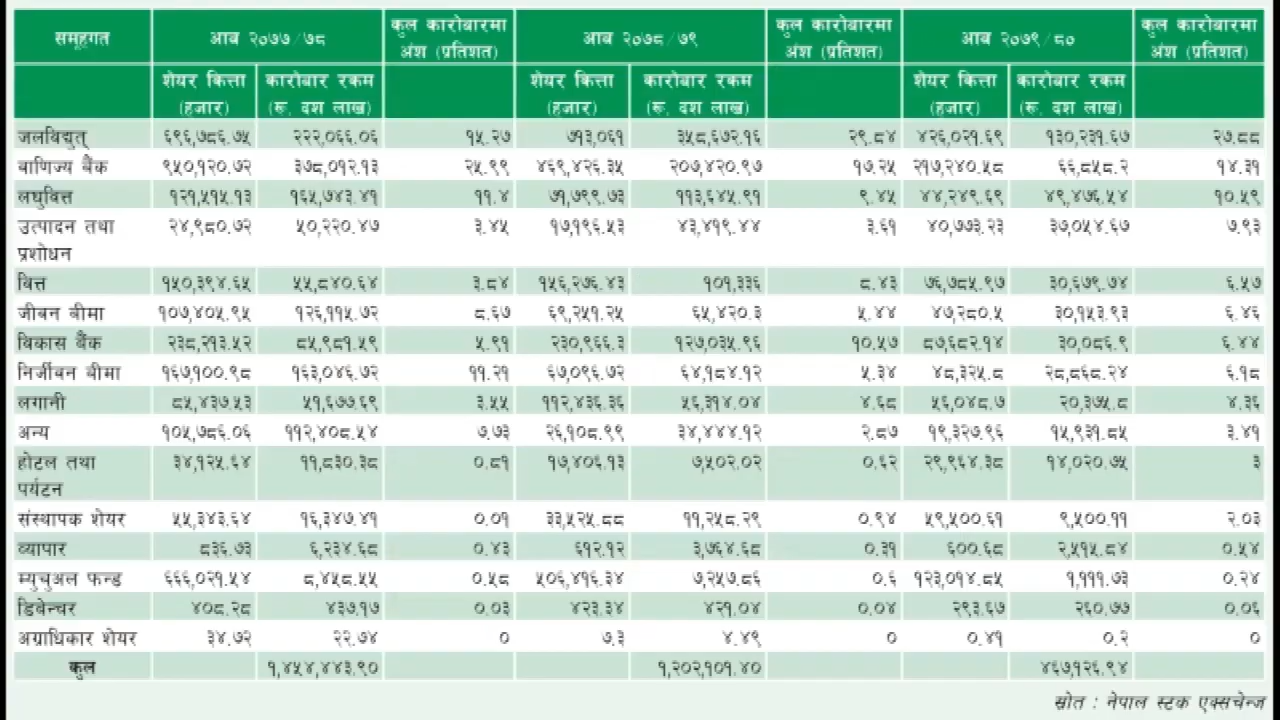 समूहगत आब २०७७/७८ कुल कारोबारमा अंश (प्रतिशत) आब २०७८/७९ कुल कारोबारमा अंश (प्रतिशत) आब २०७९/८० कुल कारोबारमा अंश (प्रतिशत)
शेयर कित्ता (हजार) कारोबार रकम (रू. दश लाख) शेयर कित्ता (हजार) कारोबार रकम (रू. दश लाख) शेयर कित्ता (हजार) कारोबार रकम (रू. दश लाख)
जलविद्युत् ६९६,७८६.७५ २२२,०६६.०६ १५.२७ ७१३,०६१ ३५८,६७२.१६ २९.८४ ४२६,०२१.६९ १३०,२३१.६७ २७.८८
बाणिज्य बैंक ९५०,१२०.७२ ३७८,०१२.१३ २५.९९ ४६९,४२६.३५ २०७,४२०.९७ १७.२५ २१७,२४०.५८ ६६,८५८.२ १४.३१
लघुवित्त १२१,५१५.१३ १६५,७४३.४१ ११.४ ७१,७९९.७३ ११३,६४५.९१ ९.४५ ४४,२४९.६९ ४९,४७६.५४ १०.५९
उत्पादन तथा २४,९८०.७२ ५०,२२०.४७ ३.४५ १७,१९६.५३ ४३,४१९.४४ ३.६१ ४०,७७३.२३ ३७,०५४.६७ ७.९३
प्रशोधन
वित्त १५०,३९४.६५ ५५,८४०.६४ ३.८४ १५६,२७६.४३ १०१,३३६ ८.४३ ७६,७८५.९७ ३०,६७९.७४ ६.५७
जीबन बीमा १०७,४०५.९५ १२६,११५.७२ ८.६७ ६९,२५१.२५ ६५,४२०.३ ५.४४ ४७,२८०.५ ३०,१५३.९३ ६.४६
विकास बैंक २३८,२१३.५२ ८५,९८१.५९ ५.९१ २३०,९६६.३ १२७,०३५.९६ १०.५७ ८७,६८२.१४ ३०,०८६.९ ६.४४
निर्जीबन बीमा १६७,१००.९८ १६३,०४६.७२ ११.२१ ६७,०९६.७२ ६४,१८४.१२ ५.३४ ४८,३२५.८ २८,८६८.२४ ६.१८
लगानी ८५,४३७.५३ ५१,६७७.६९ ३.५५ ११२,४३६.३६ ५६,३१४.०४ ४.६८ ५६,०४८.७ २०,३७५.८ ४.३६
अन्य १०५,७८६.०६ ११२,४०८.५४ ७.७३ २६,१०८.९९ ३४,४४४.१२ २.८७ १९,३२७.९६ १५,९३१.८५ ३.४१
होटल तथा ३४,१२५.६४ ११,८३०.३८ ०.८१ १७,४०६.१३ ७,५०२.०२ ०.६२ २९,९६४.३८ १४,०२०.७५ ३
पर्यटन
संस्थापक शेयर ५५,३४३.६४ १६,३४७.४१ ०.०१ ३३,५२५.८८ ११,२५८.२९ ०.९४ ५९,५००.६१ ९,५००.११ २.०३
व्यापार ८३६.७३ ६,२३४.६८ ०.४३ ६१२.१२ ३,७६४.६८ ०.३१ ६००.६८ २,५१५.८४ ०.५४
म्युचुअल फन्ड ६६६,०२१.५४ ८,४५८.५५ ०.५८ ५०६,४१६.३४ ७,२५७.८६ ०.६ १२३,०१४.८५ १,१११.७३ ०.२४
डिबेन्चर ४०८.२८ ४३७.१७ ०.०३ ४२३.३४ ४२१.०४ ०.०४ २९३.६७ २६०.७७ ०.०६
अग्राधिकार शेयर ३४.७२ २२.७४ ० ७.३ ४.४९ ० ०.४१ ०.२ ०
कुल १,४५४,४४३.९० १,२०२,१०१.४० ४६७,१२६.९४
स्रोत : नेपाल स्टक एक्सचेन्ज